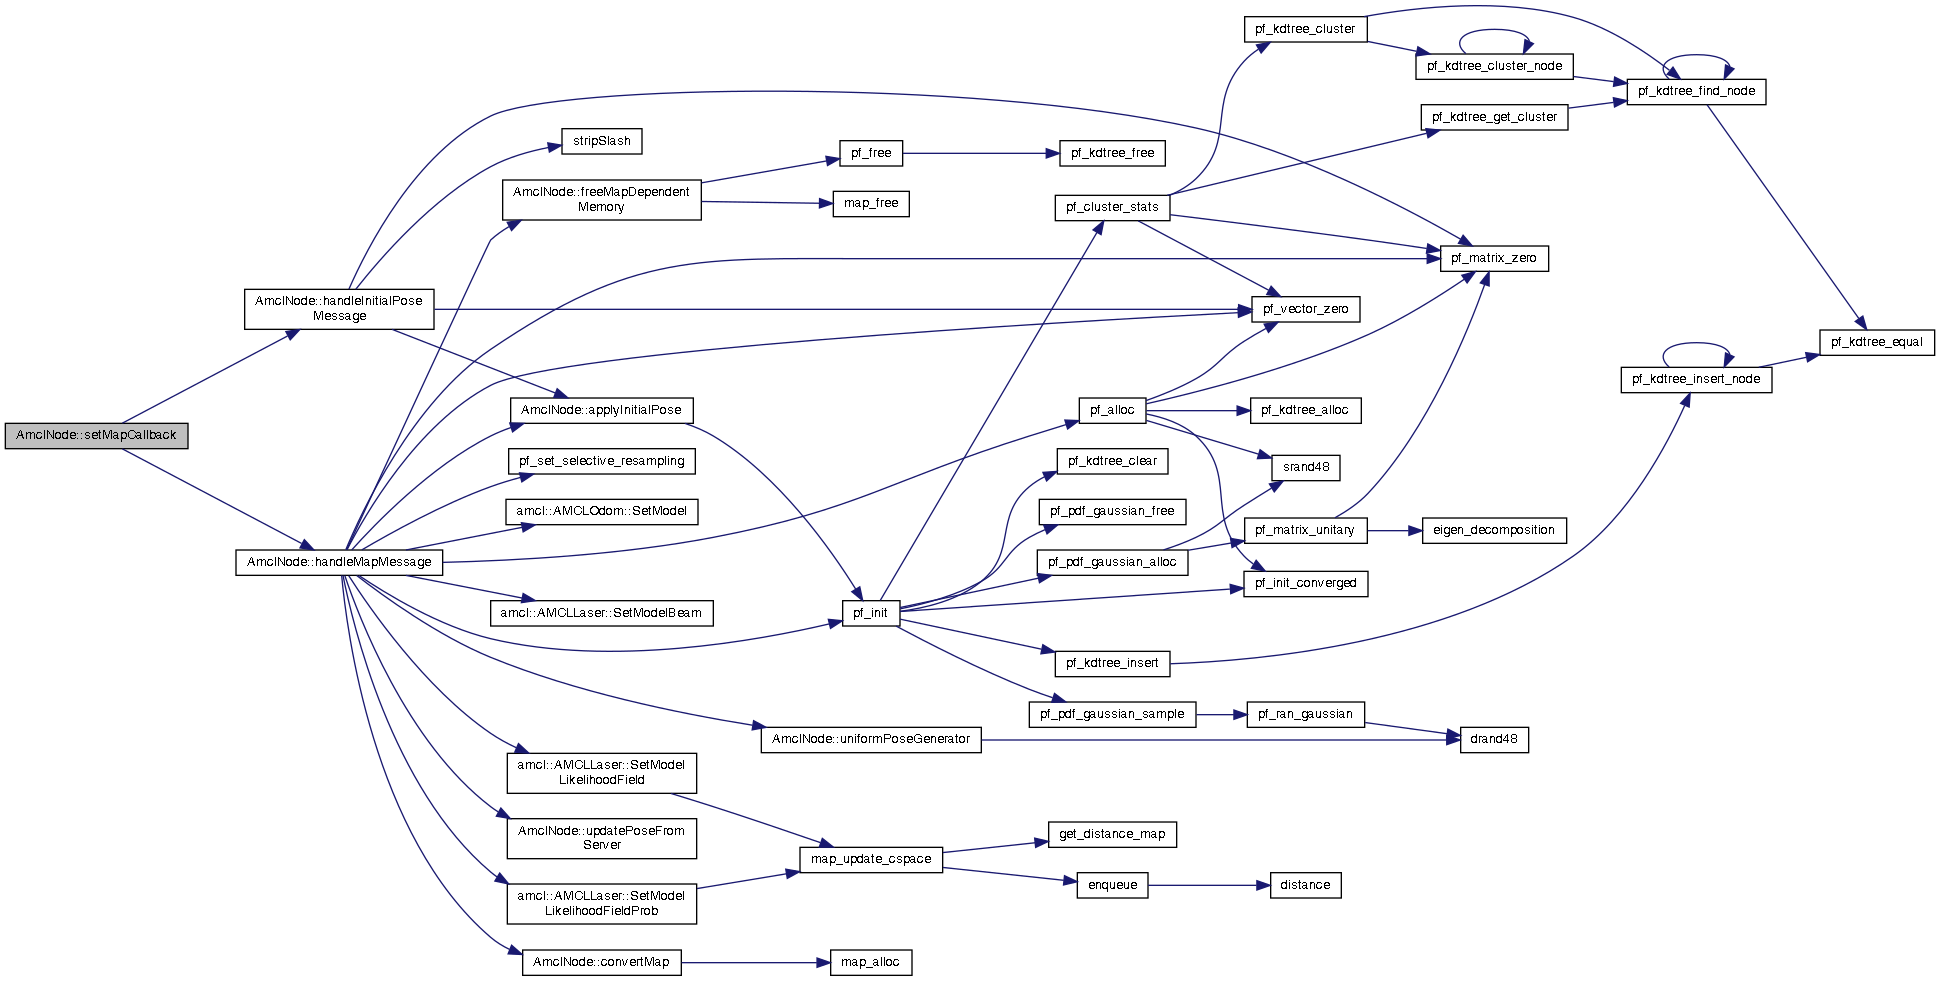 pf_kdtree_cluster
pf_kdtree_cluster_node
pf_kdtree_find_node
pf_kdtree_get_cluster
stripSlash
pf_free
pf_kdtree_free
AmclNode::freeMapDependent
Memory
map_free
pf_cluster_stats
pf_matrix_zero
AmclNode::handleInitialPose
Message
pf_vector_zero
pf_kdtree_equal
pf_kdtree_insert_node
AmclNode::applyInitialPose
pf_alloc
pf_kdtree_alloc
AmclNode::setMapCallback
pf_set_selective_resampling
pf_kdtree_clear
srand48
amcl::AMCLOdom::SetModel
pf_pdf_gaussian_free
pf_matrix_unitary
eigen_decomposition
AmclNode::handleMapMessage
pf_pdf_gaussian_alloc
pf_init_converged
amcl::AMCLLaser::SetModelBeam
pf_init
pf_kdtree_insert
pf_pdf_gaussian_sample
pf_ran_gaussian
AmclNode::uniformPoseGenerator
drand48
amcl::AMCLLaser::SetModel
LikelihoodField
AmclNode::updatePoseFrom
Server
get_distance_map
map_update_cspace
enqueue
distance
amcl::AMCLLaser::SetModel
LikelihoodFieldProb
AmclNode::convertMap
map_alloc